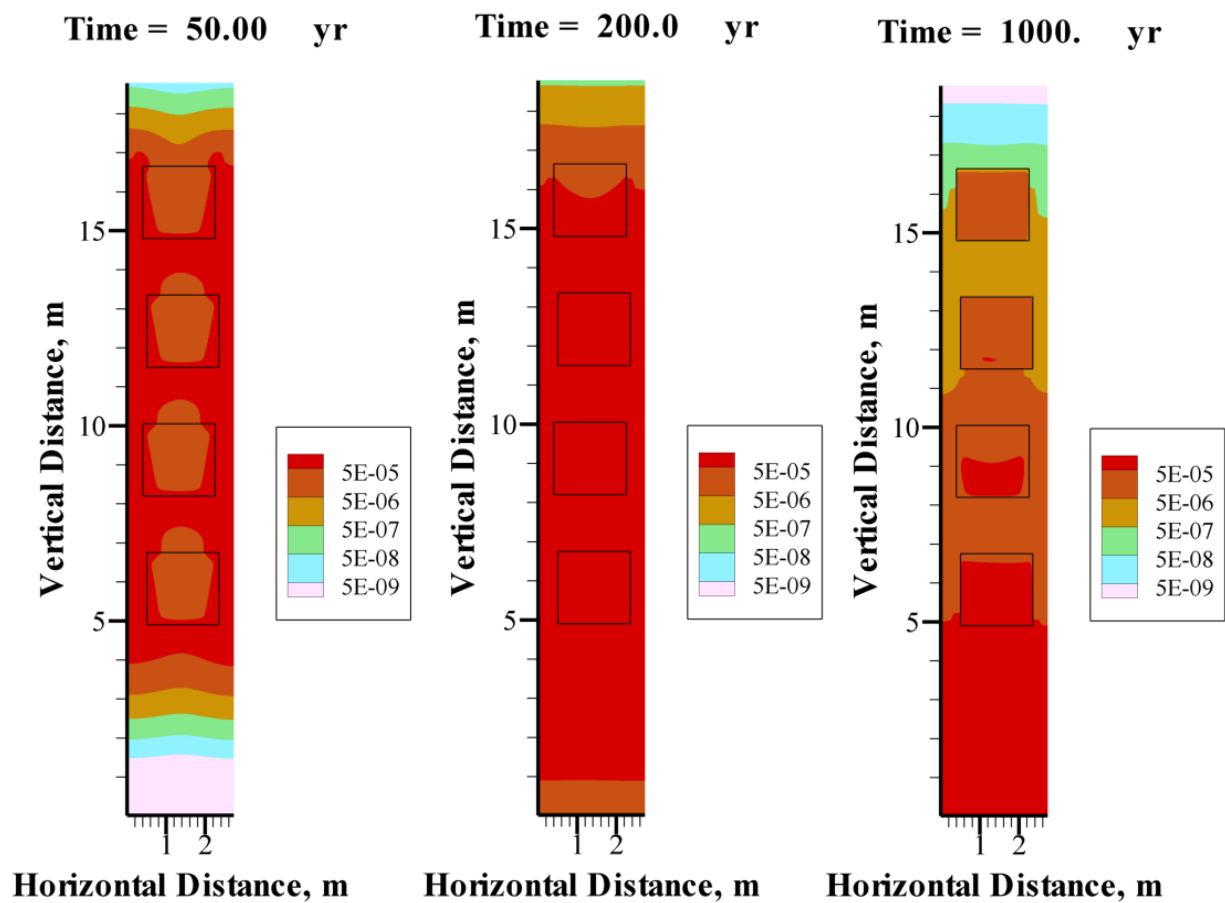 Time = 50.00 yr
Time = 200.0 yr
Time = 1000. yr
Vertical Distance, m
15
10
5
1 2
Horizontal Distance, m
5E-05
5E-06
5E-07
5E-08
5E-09
Vertical Distance, m
15
10
5
1 2
Horizontal Distance, m
5E-05
5E-06
5E-07
5E-08
5E-09
Vertical Distance, m
15
10
5
1 2
Horizontal Distance, m
5E-05
5E-06
5E-07
5E-08
5E-09